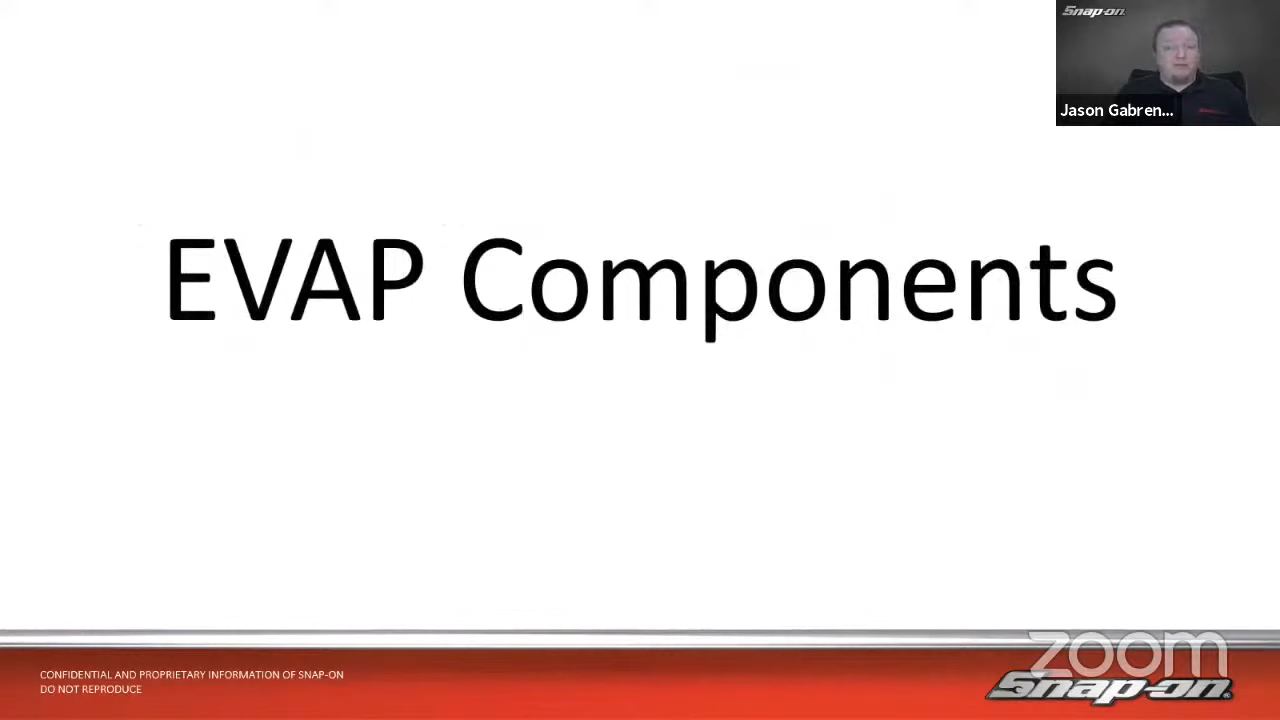 Snap-on
Jason Gabren...
EVAP Components
CONFIDENTIAL AND PROPRIETARY INFORMATION OF SNAP-ON
DO NOT REPRODUCE
zoom
Snap-on